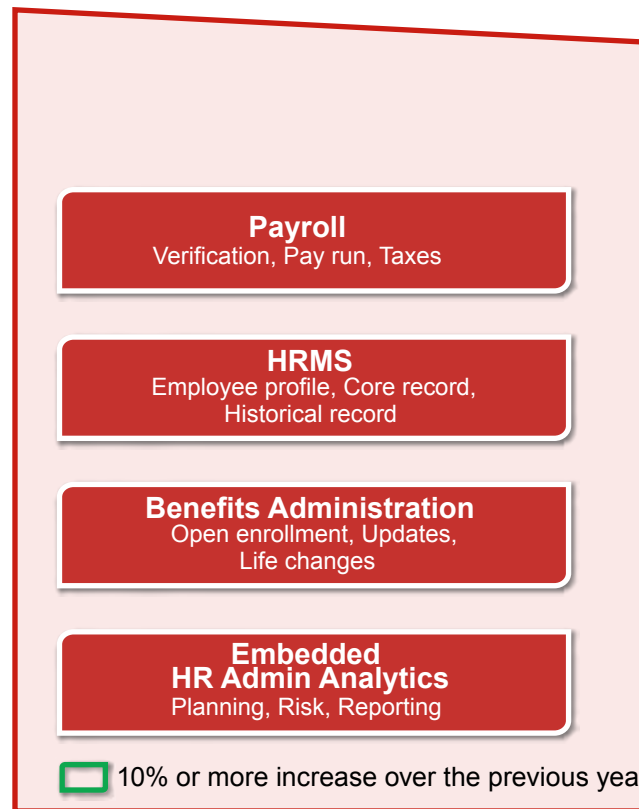 Payroll
Verification, Pay run, Taxes
HRMS
Employee profile, Core record,
Historical record
Benefits Administration
Open enrollment, Updates,
Life changes
Embedded
HR Admin Analytics
Planning, Risk, Reporting
10% or more increase over the previous yea